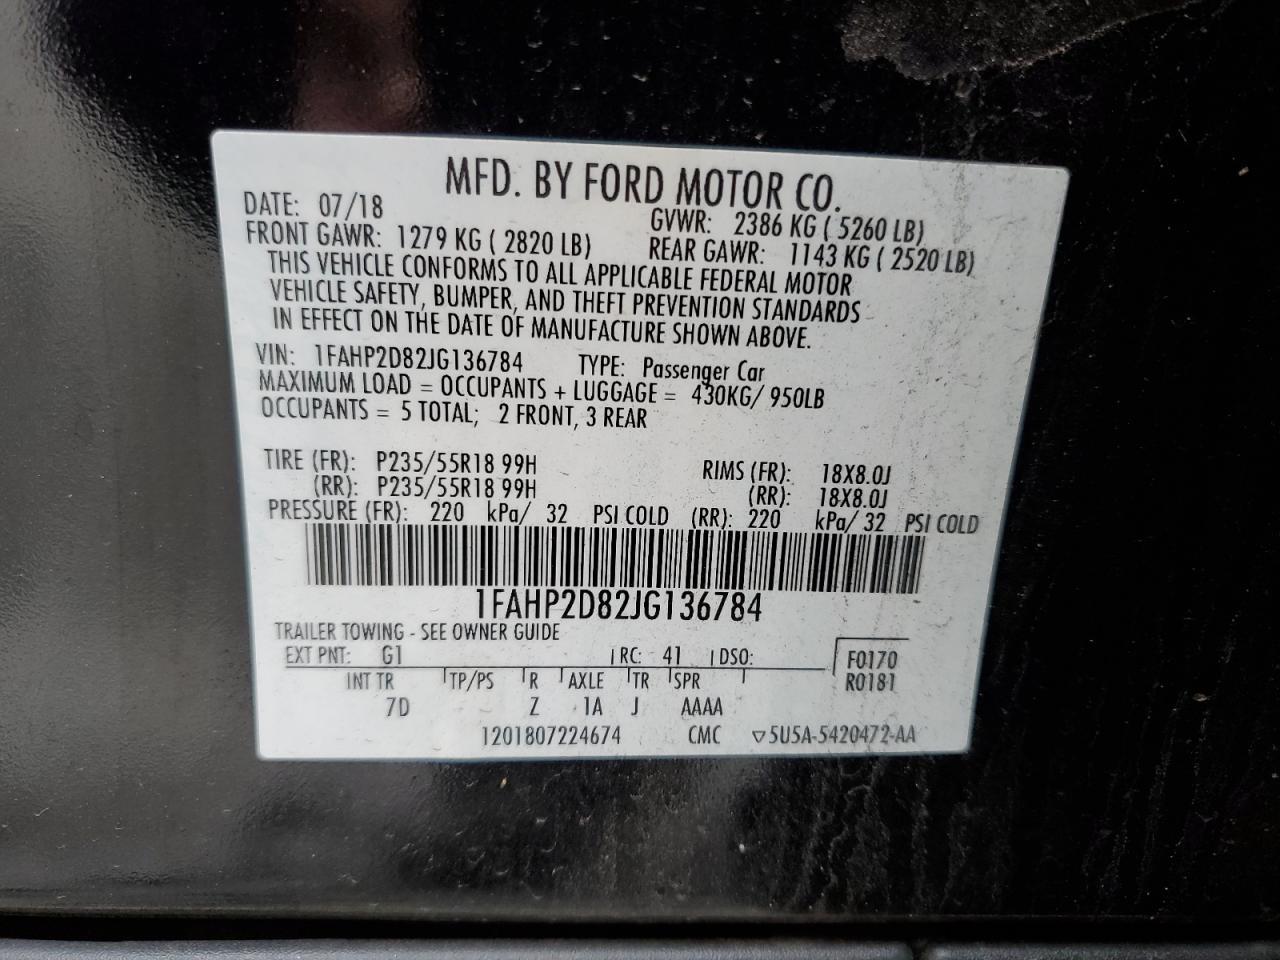 MFD. BY FORD MOTOR CO.
DATE: 07/18 GVWR: 2386 KG ( 5260 LB)
FRONT GAWR: 1279 KG ( 2820 LB) REAR GAWR: 1143 KG ( 2520 LB)
THIS VEHICLE CONFORMS TO ALL APPLICABLE FEDERAL MOTOR
VEHICLE SAFETY, BUMPER, AND THEFT PREVENTION STANDARDS
IN EFFECT ON THE DATE OF MANUFACTURE SHOWN ABOVE.
VIN: 1FAHP2D82JG136784 TYPE: Passenger Car
MAXIMUM LOAD = OCCUPANTS + LUGGAGE = 430KG/ 950LB
OCCUPANTS = 5 TOTAL; 2 FRONT, 3 REAR
TIRE (FR): P235/55R18 99H RIMS (FR): 18X8.0J
(RR): P235/55R18 99H (RR): 18X8.0J
PRESSURE (FR): 220 kPa/ 32 PSI COLD (RR): 220 kPa/ 32 PSI COLD
1FAHP2D82JG136784
TRAILER TOWING - SEE OWNER GUIDE
EXT PNT: G1 RC: 41 DSO: F0170
INT TR TP/PS R AXLE TR SPR R0181
7D Z 1A J AAAA
1201807224674 CMC ▽5U5A-5420472-AA